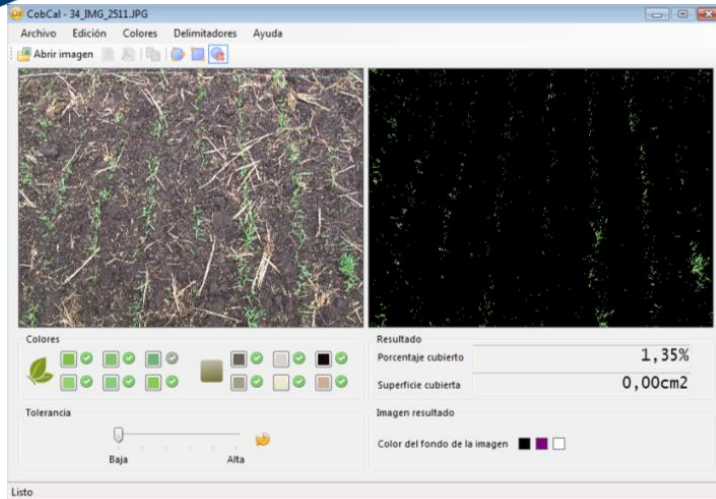 CobCal - 34_IMG_2511.JPG
Archivo Edición Colores Delimitadores Ayuda
Abrir imagen
Colores
Resultado
Porcentaje cubierto 1,35%
Superficie cubierta 0,00cm2
Tolerancia
Baja Alta
Imagen resultado
Color del fondo de la imagen
Listo